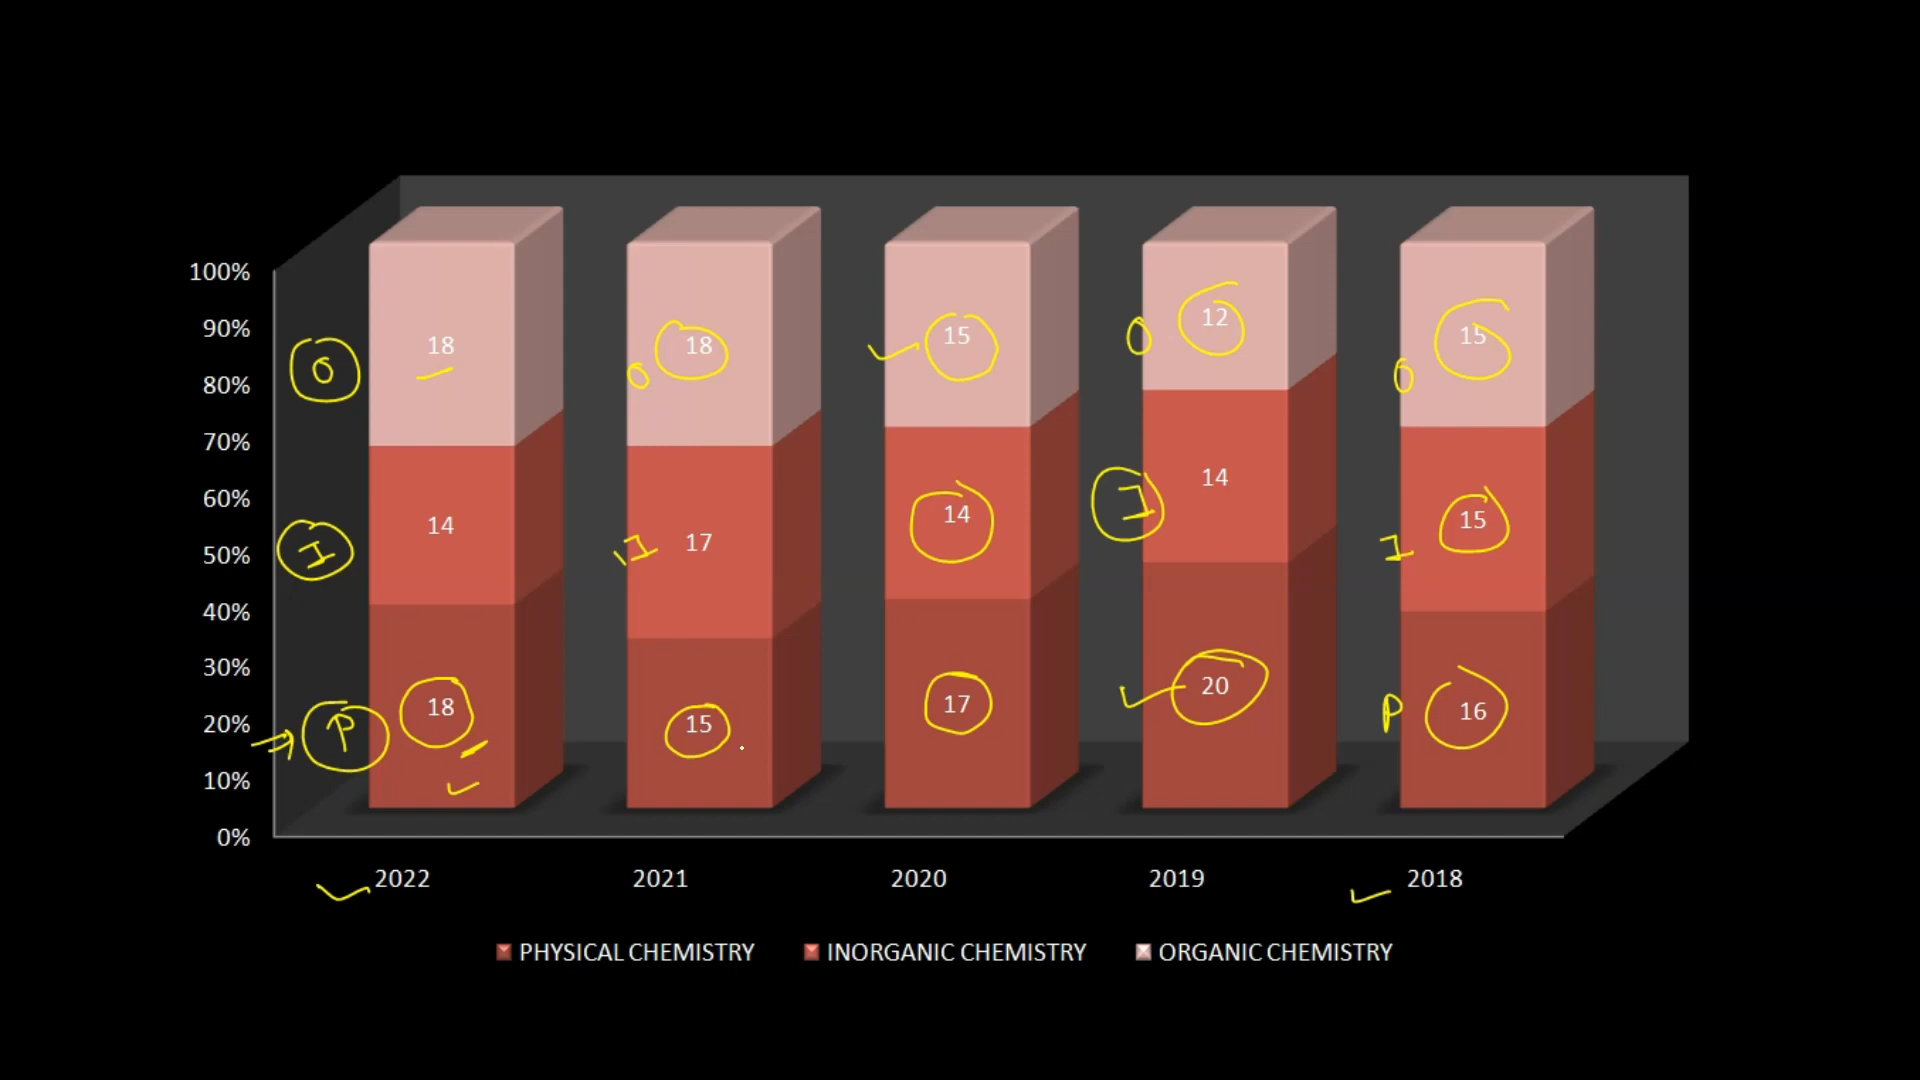 100%
90%
80%
70%
60%
50%
40%
30%
20%
10%
0%
18 18 15 12 15
O O O O
14 17 14 14 15
I I I I
18 15 17 20 16
P P
2022 2021 2020 2019 2018
PHYSICAL CHEMISTRY INORGANIC CHEMISTRY ORGANIC CHEMISTRY